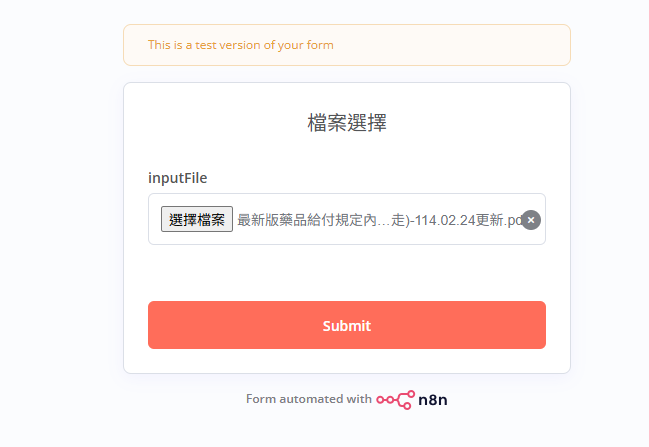 This is a test version of your form
檔案選擇
inputFile
選擇檔案 最新版藥品給付規定內…走)-114.02.24更新.pd
Submit
Form automated with n8n